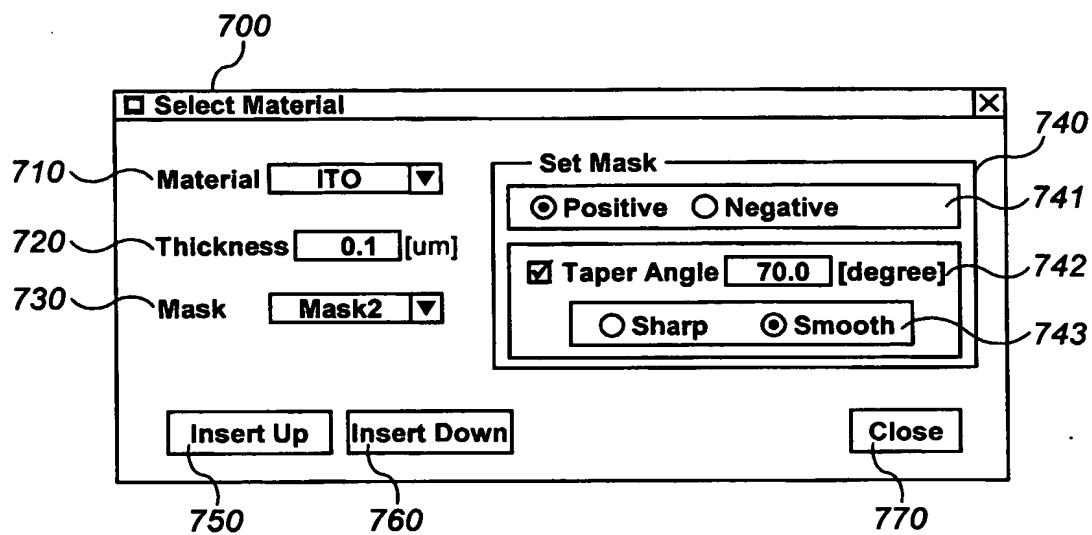 700
Select Material
740
710
Material ITO
Set Mask
741
Positive Negative
720
Thickness 0.1 [um]
742
Taper Angle 70.0 [degree]
730
Mask Mask2
Sharp Smooth
743
Insert Up Insert Down Close
750 760 770